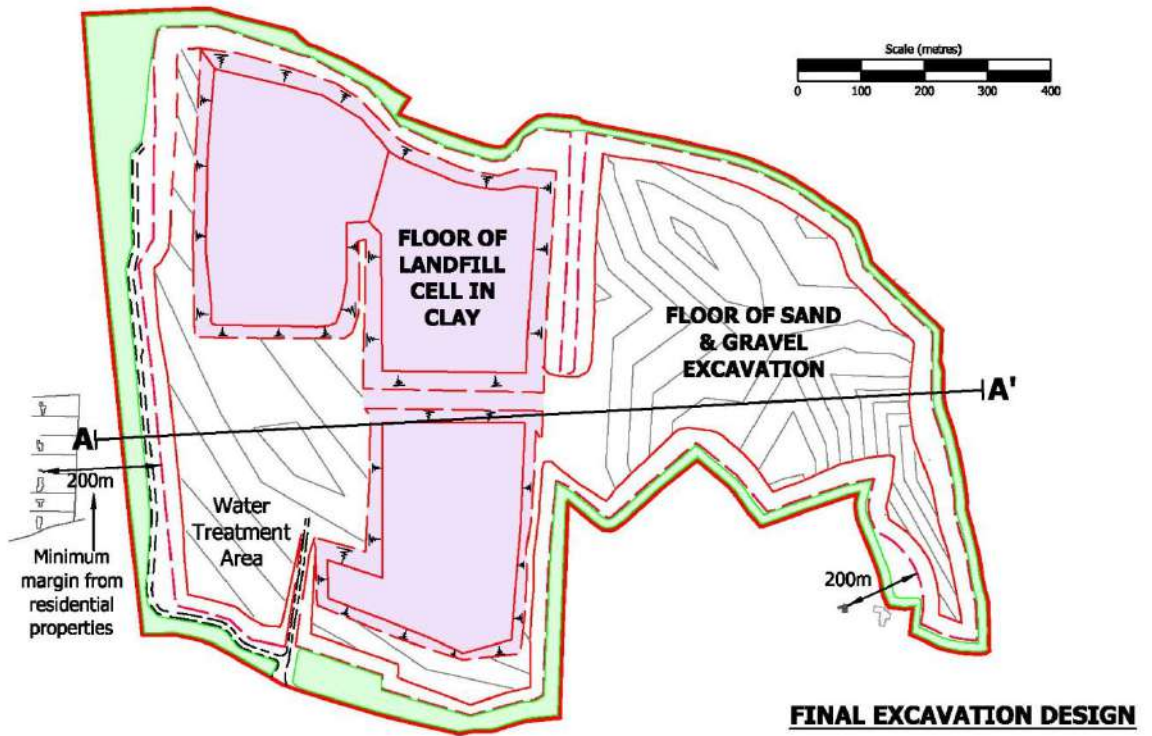 Scale (metres)
0 100 200 300 400
FLOOR OF
LANDFILL
CELL IN
CLAY
FLOOR OF SAND
& GRAVEL
EXCAVATION
A
A'
200m
Water
Treatment
Area
Minimum
margin from
residential
properties
200m
FINAL EXCAVATION DESIGN